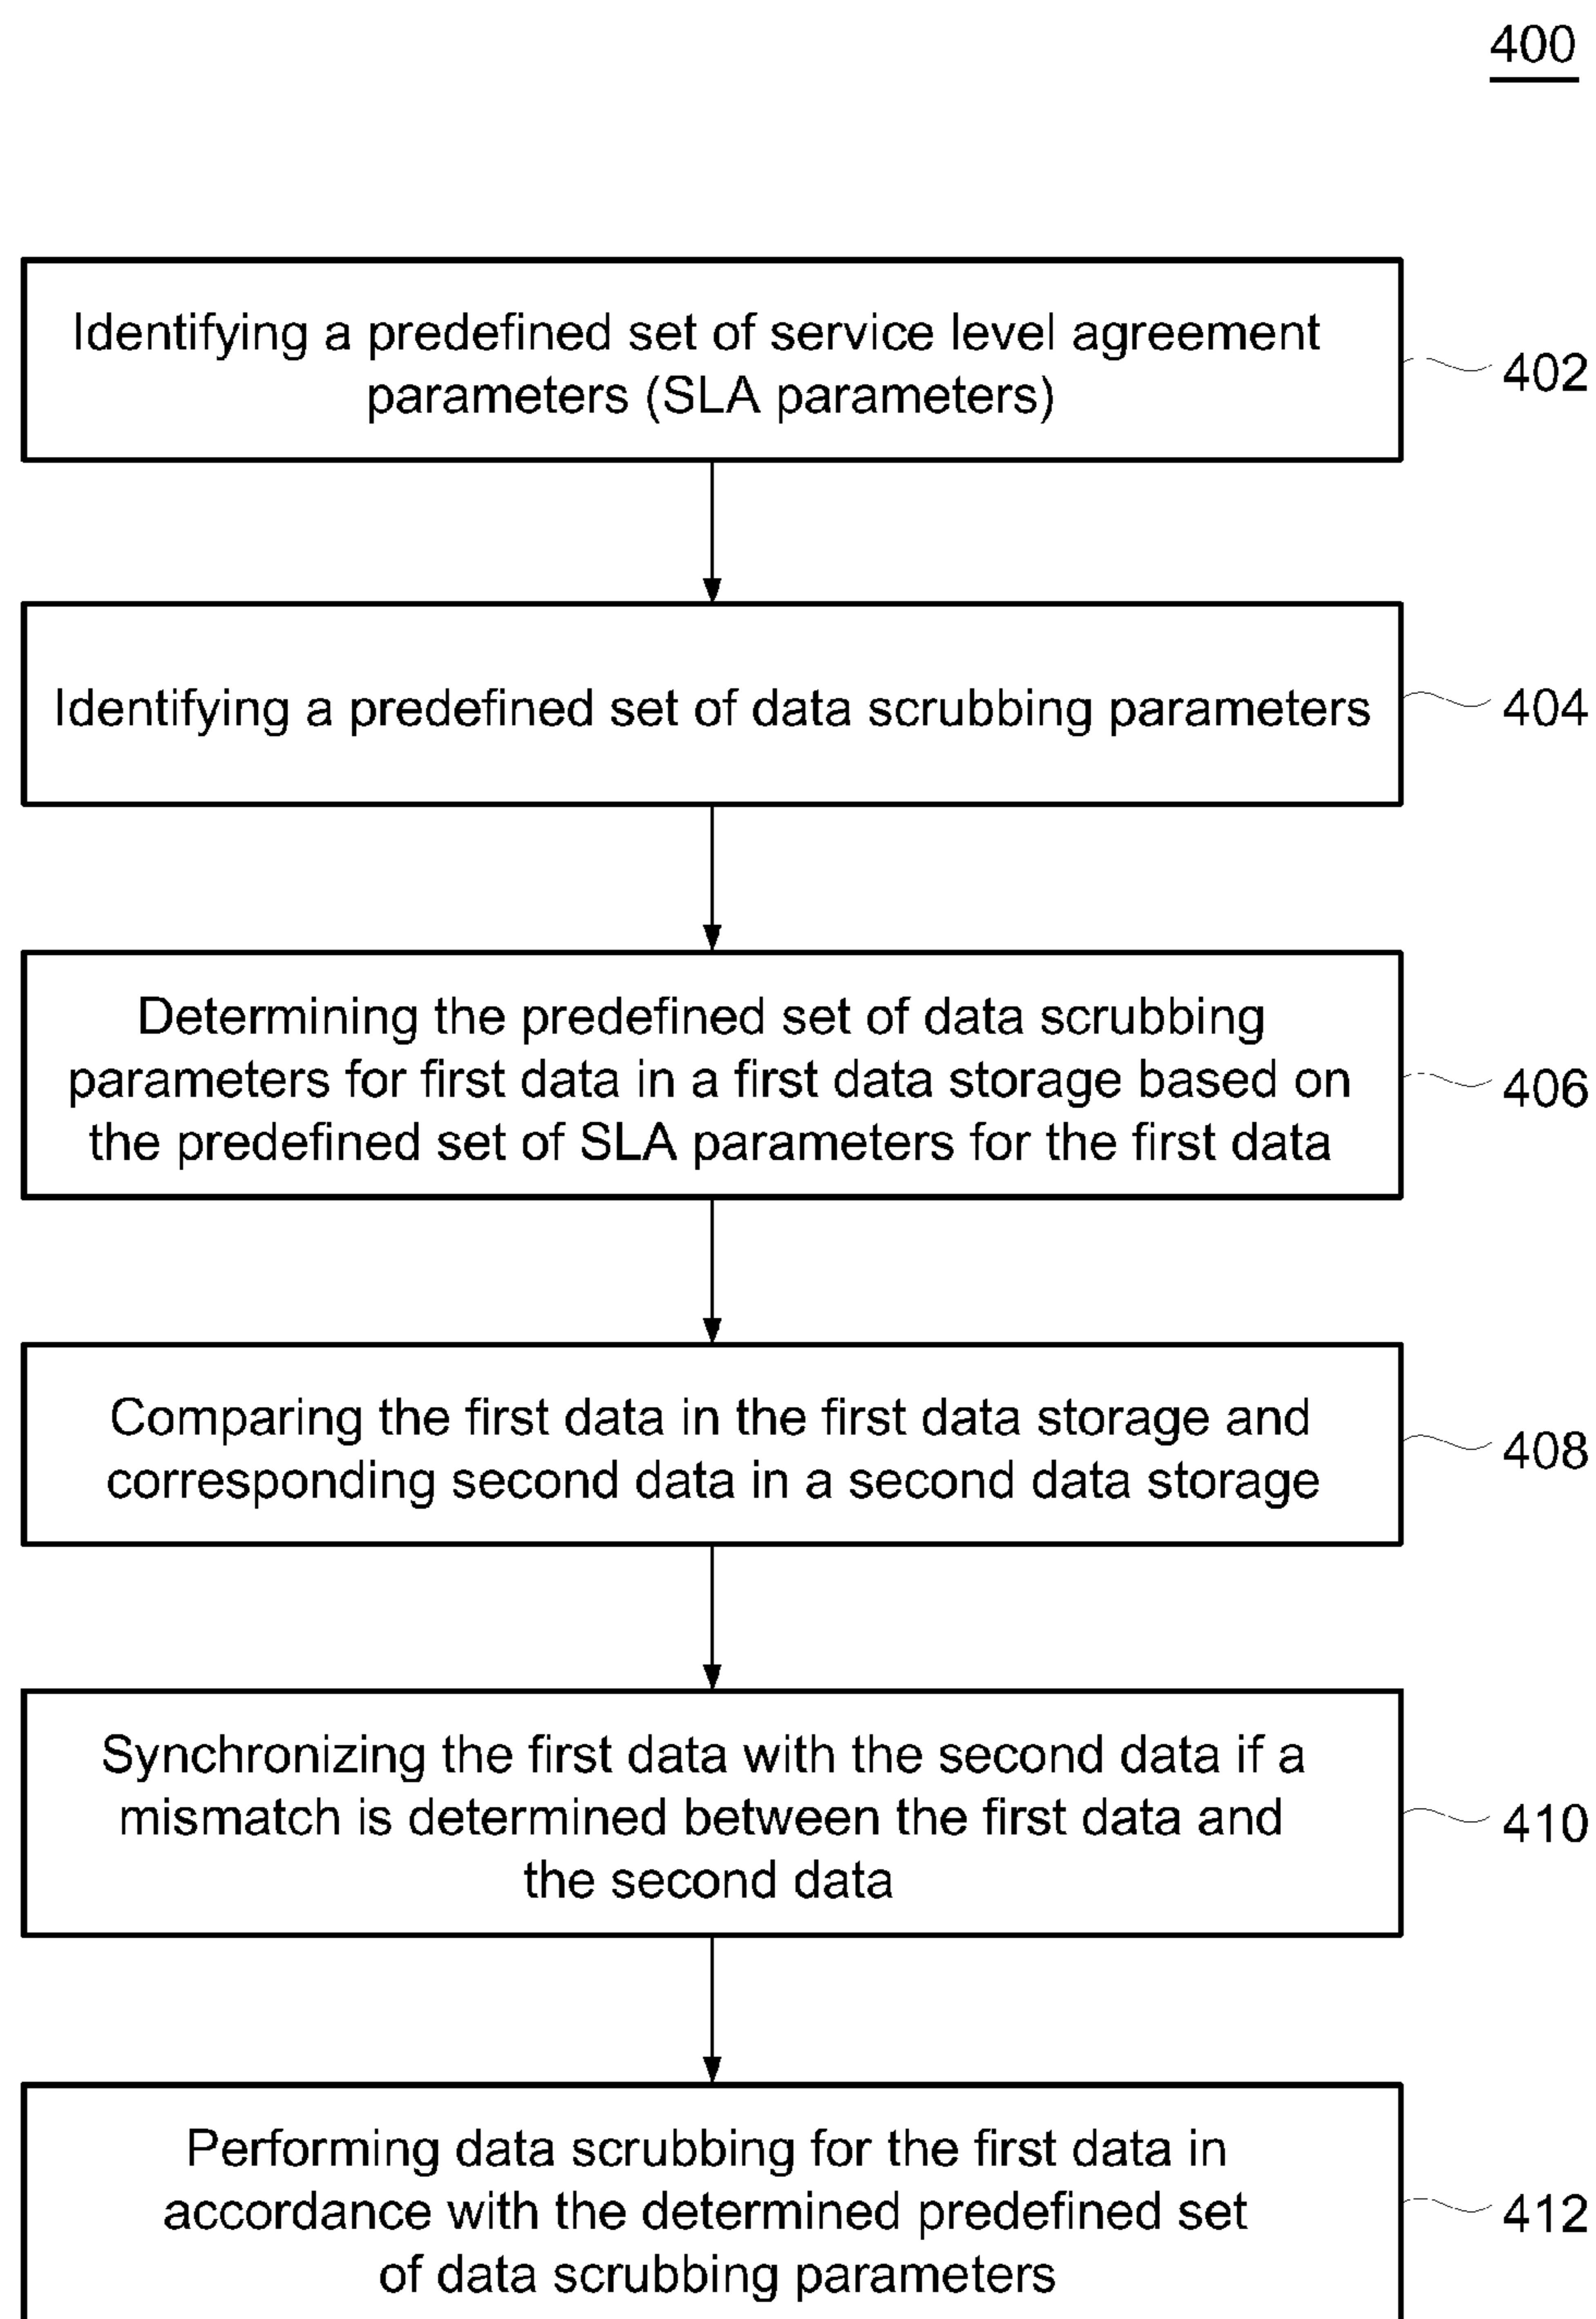 400
Identifying a predefined set of service level agreement
parameters (SLA parameters)
402
Identifying a predefined set of data scrubbing parameters
404
Determining the predefined set of data scrubbing
parameters for first data in a first data storage based on
the predefined set of SLA parameters for the first data
406
Comparing the first data in the first data storage and
corresponding second data in a second data storage
408
Synchronizing the first data with the second data if a
mismatch is determined between the first data and
the second data
410
Performing data scrubbing for the first data in
accordance with the determined predefined set
of data scrubbing parameters
412